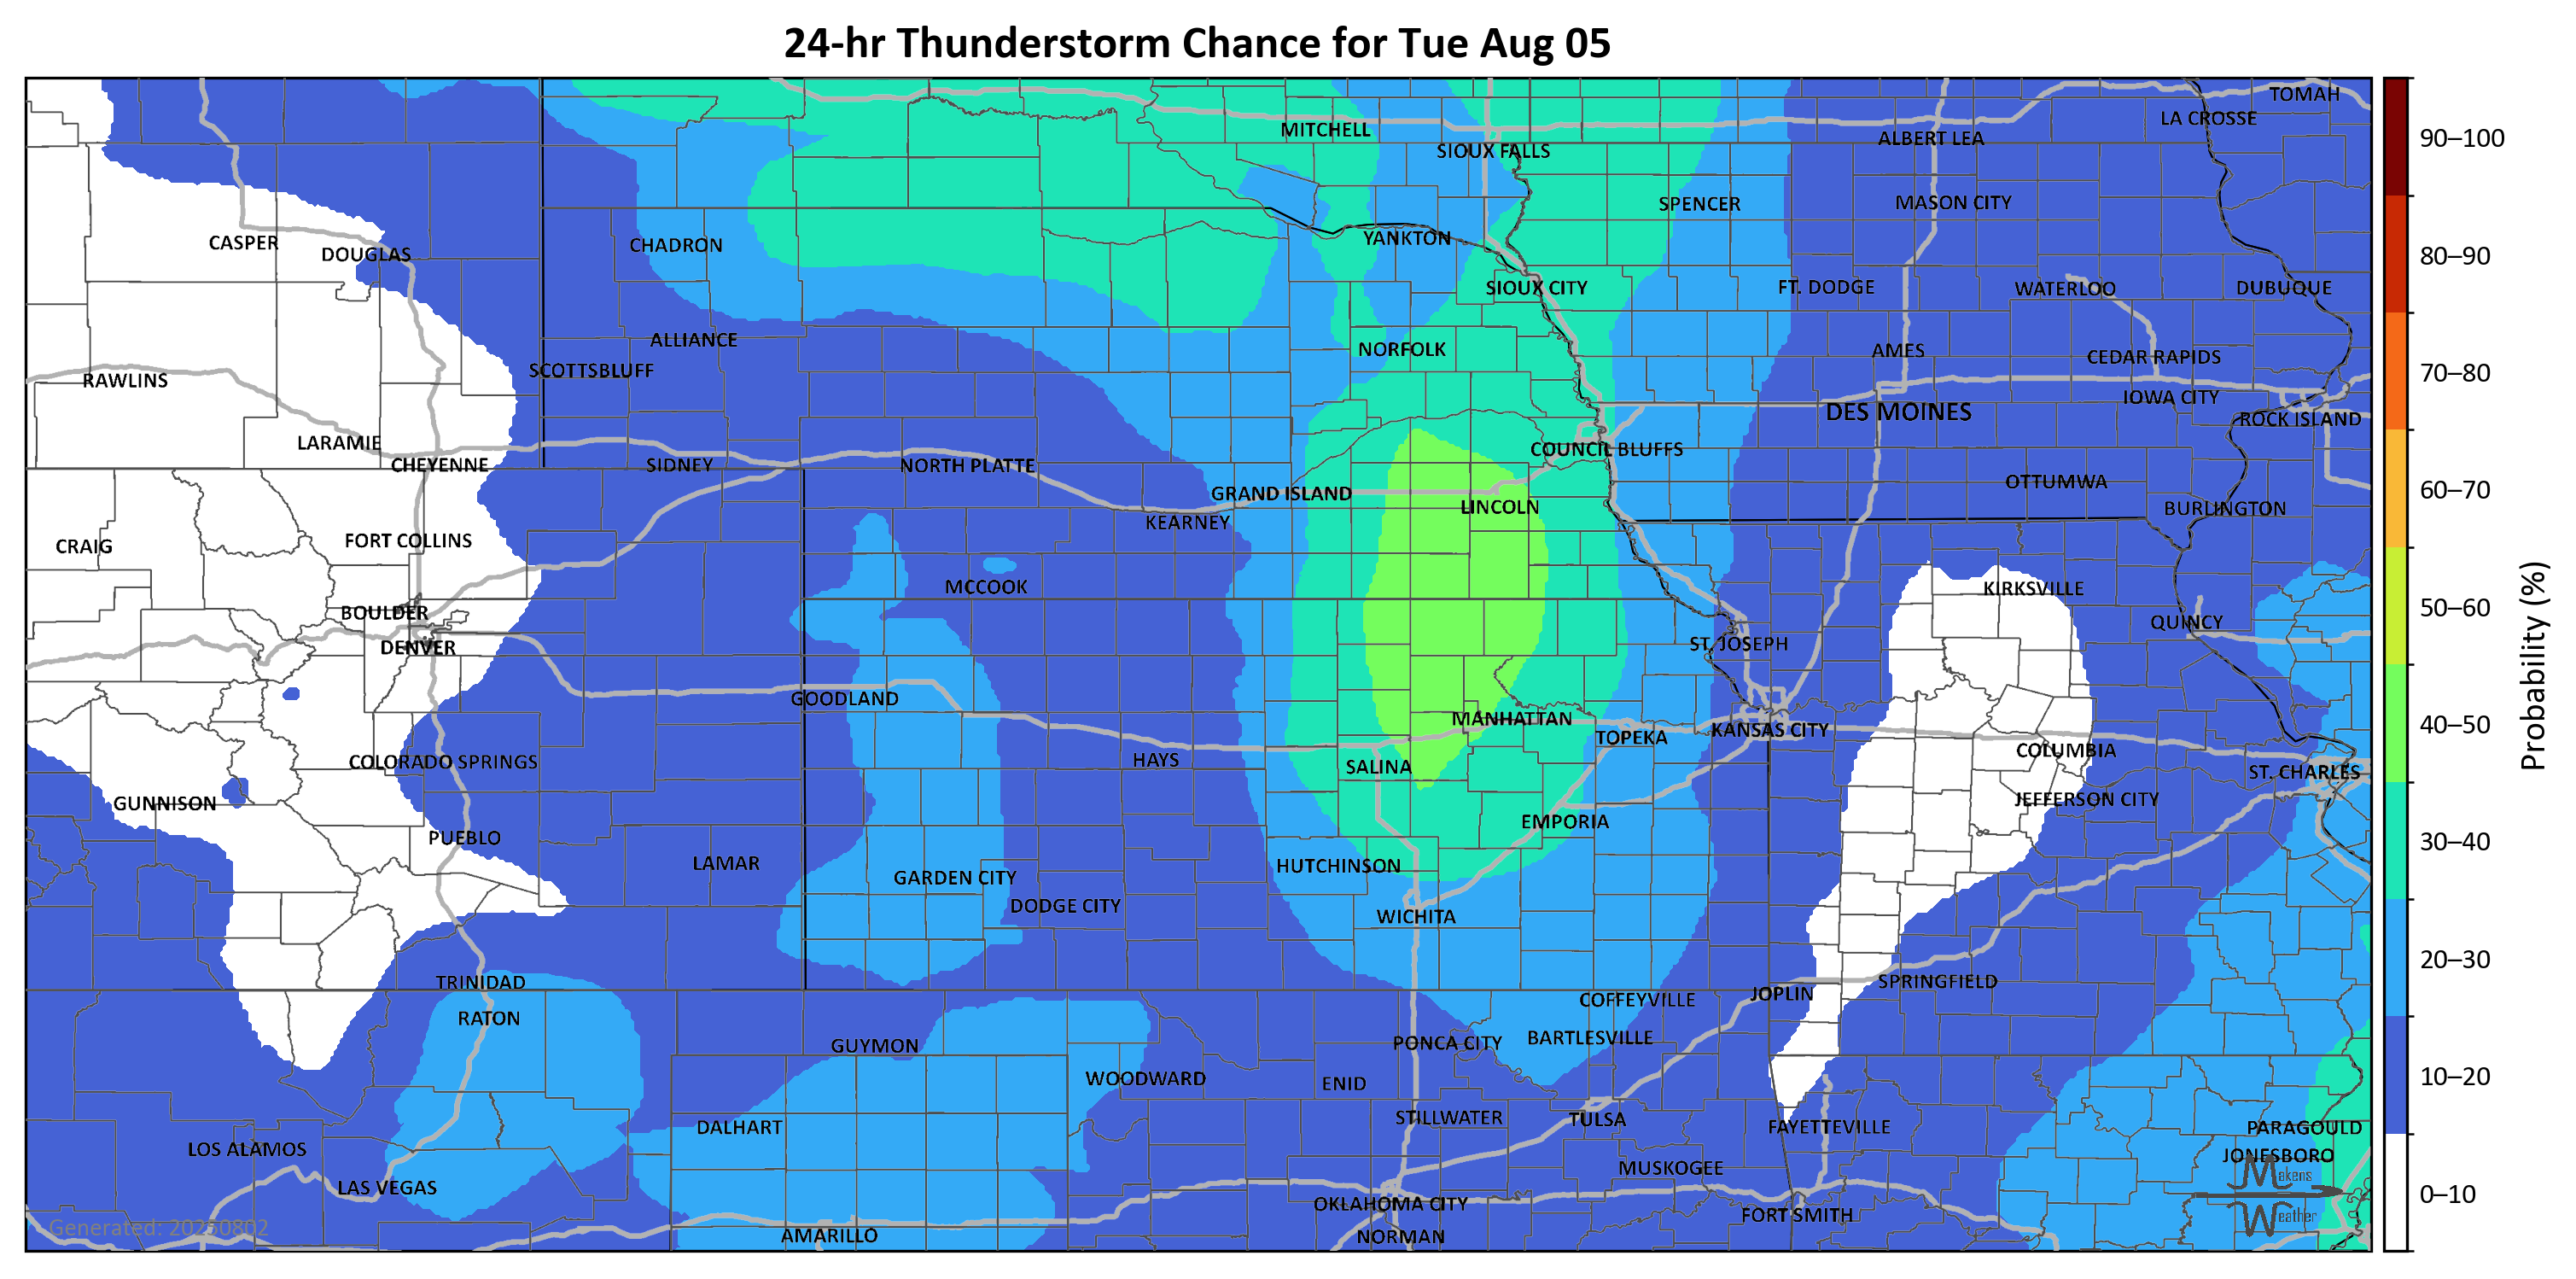 24-hr Thunderstorm Chance for Tue Aug 05
TOMAH
LA CROSSE
MITCHELL
ALBERT LEA
SIOUX FALLS
SPENCER
MASON CITY
CASPER
DOUGLAS
CHADRON
YANKTON
SIOUX CITY
FT. DODGE
WATERLOO
DUBUQUE
ALLIANCE
NORFOLK
AMES
CEDAR RAPIDS
RAWLINS
SCOTTSBLUFF
IOWA CITY
DES MOINES
ROCK ISLAND
LARAMIE
CHEYENNE
SIDNEY
NORTH PLATTE
COUNCIL BLUFFS
GRAND ISLAND
LINCOLN
OTTUMWA
BURLINGTON
KEARNEY
CRAIG
FORT COLLINS
MCCOOK
KIRKSVILLE
BOULDER
QUINCY
DENVER
ST. JOSEPH
GOODLAND
MANHATTAN
TOPEKA
KANSAS CITY
COLUMBIA
COLORADO SPRINGS
HAYS
SALINA
ST. CHARLES
GUNNISON
JEFFERSON CITY
PUEBLO
EMPORIA
LAMAR
GARDEN CITY
HUTCHINSON
DODGE CITY
WICHITA
TRINIDAD
SPRINGFIELD
COFFEYVILLE
JOPLIN
RATON
GUYMON
PONCA CITY
BARTLESVILLE
WOODWARD
ENID
DALHART
STILLWATER
TULSA
FAYETTEVILLE
PARAGOULD
LOS ALAMOS
JONESBORO
MUSKOGEE
LAS VEGAS
OKLAHOMA CITY
FORT SMITH
AMARILLO
NORMAN
Generated: 20250802
Makens
Weather
90–100
80–90
70–80
60–70
50–60
40–50
30–40
20–30
10–20
0–10
Probability (%)